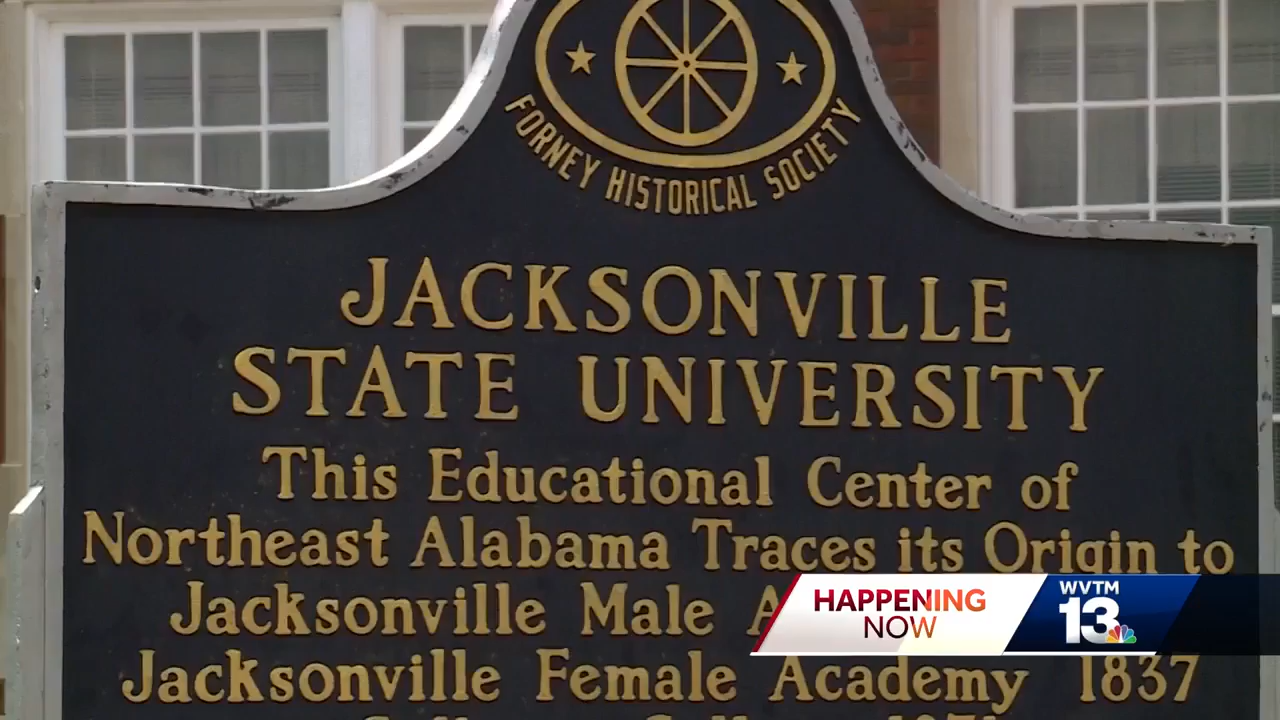 FORNEY HISTORICAL SOCIETY
JACKSONVILLE
STATE UNIVERSITY
This Educational Center of
Northeast Alabama Traces its Origin to
Jacksonville Male
Jacksonville Female Academy 1837
HAPPENING
NOW
WVTM
13